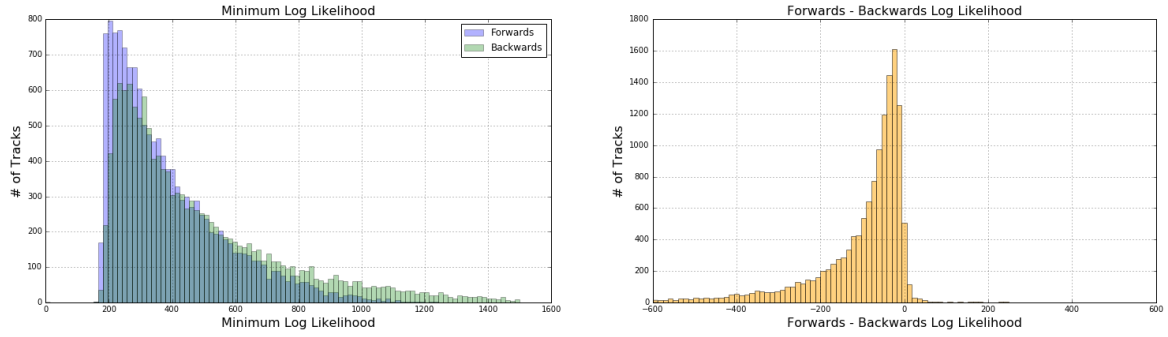 Minimum Log Likelihood
# of Tracks
800
700
600
500
400
300
200
100
0
Forwards
Backwards
0 200 400 600 800 1000 1200 1400 1600
Minimum Log Likelihood
Forwards - Backwards Log Likelihood
# of Tracks
1800
1600
1400
1200
1000
800
600
400
200
0
−600 −400 −200 0 200 400 600
Forwards - Backwards Log Likelihood